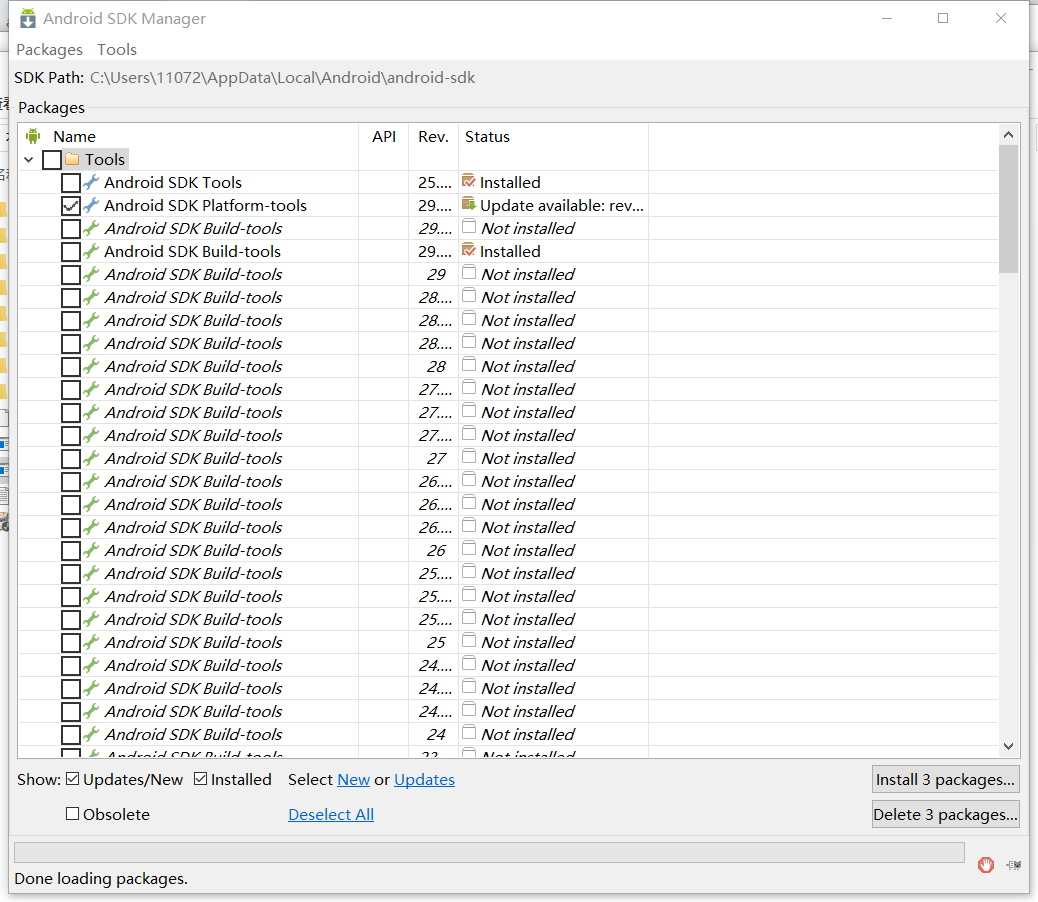 Android SDK Manager
Packages Tools
SDK Path: C:\Users\11072\AppData\Local\Android\android-sdk
Packages
Name API Rev. Status
Tools
Android SDK Tools 25.... Installed
Android SDK Platform-tools 29.... Update available: rev...
Android SDK Build-tools 29.... Not installed
Android SDK Build-tools 29.... Installed
Android SDK Build-tools 29 Not installed
Android SDK Build-tools 28.... Not installed
Android SDK Build-tools 28.... Not installed
Android SDK Build-tools 28.... Not installed
Android SDK Build-tools 28 Not installed
Android SDK Build-tools 27.... Not installed
Android SDK Build-tools 27.... Not installed
Android SDK Build-tools 27.... Not installed
Android SDK Build-tools 27 Not installed
Android SDK Build-tools 26.... Not installed
Android SDK Build-tools 26.... Not installed
Android SDK Build-tools 26.... Not installed
Android SDK Build-tools 26 Not installed
Android SDK Build-tools 25.... Not installed
Android SDK Build-tools 25.... Not installed
Android SDK Build-tools 25.... Not installed
Android SDK Build-tools 25 Not installed
Android SDK Build-tools 24.... Not installed
Android SDK Build-tools 24.... Not installed
Android SDK Build-tools 24.... Not installed
Android SDK Build-tools 24 Not installed
Android SDK Build-tools 23.... Not installed
Show: Updates/New Installed Select New or Updates Install 3 packages...
Obsolete Deselect All Delete 3 packages...
Done loading packages.